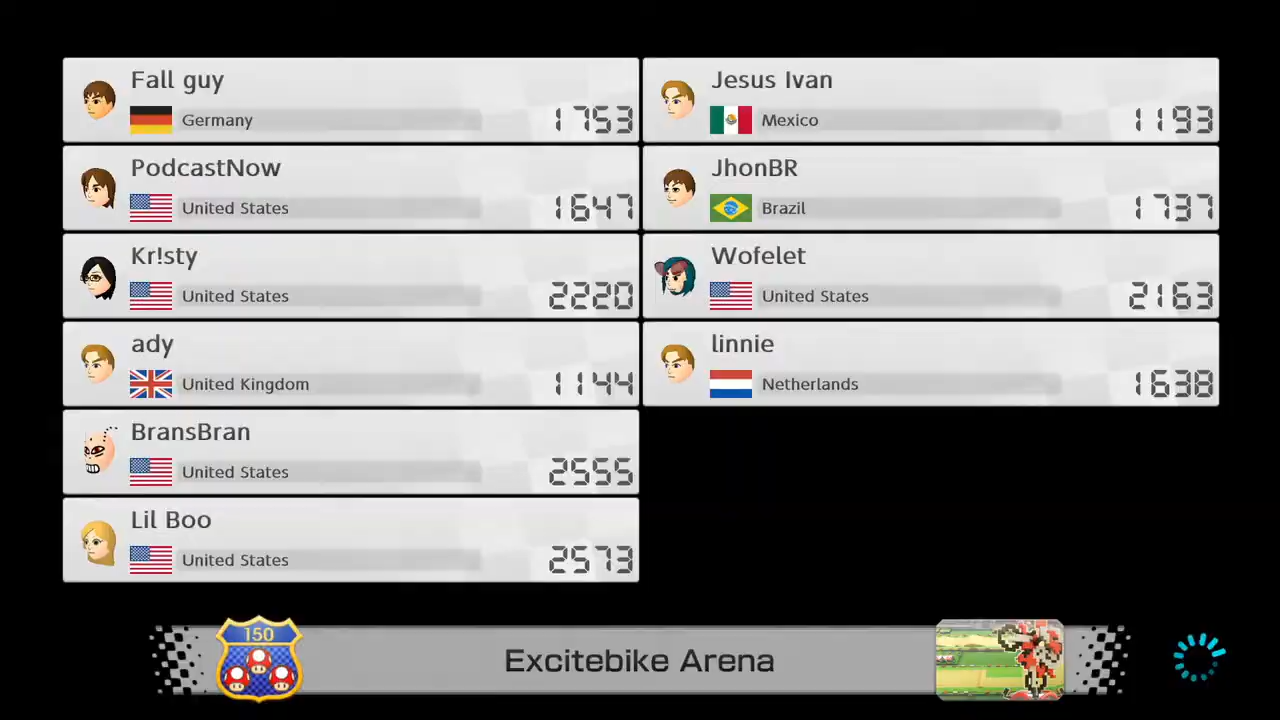 Fall guy
Germany 1753
PodcastNow
United States 1647
Kr!sty
United States 2220
ady
United Kingdom 1144
BransBran
United States 2555
Lil Boo
United States 2573
Jesus Ivan
Mexico 1193
JhonBR
Brazil 1737
Wofelet
United States 2163
linnie
Netherlands 1638
150
Excitebike Arena